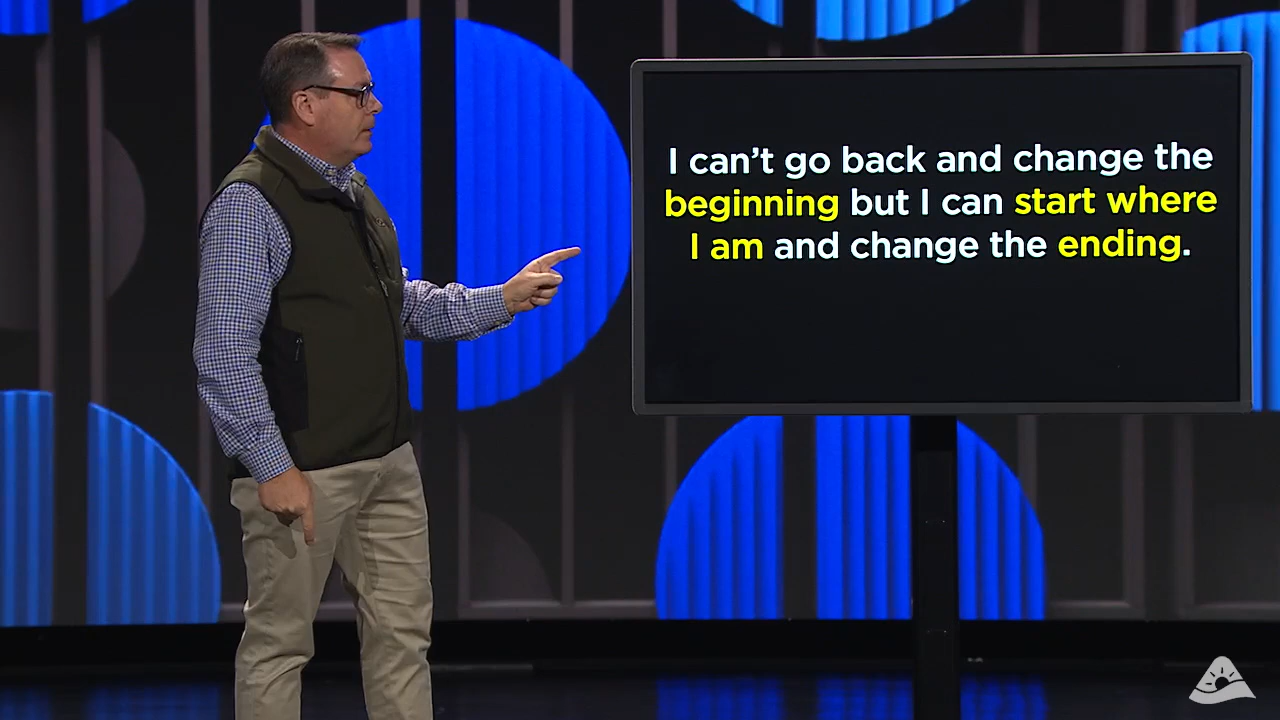 I can’t go back and change the
beginning but I can start where
I am and change the ending.